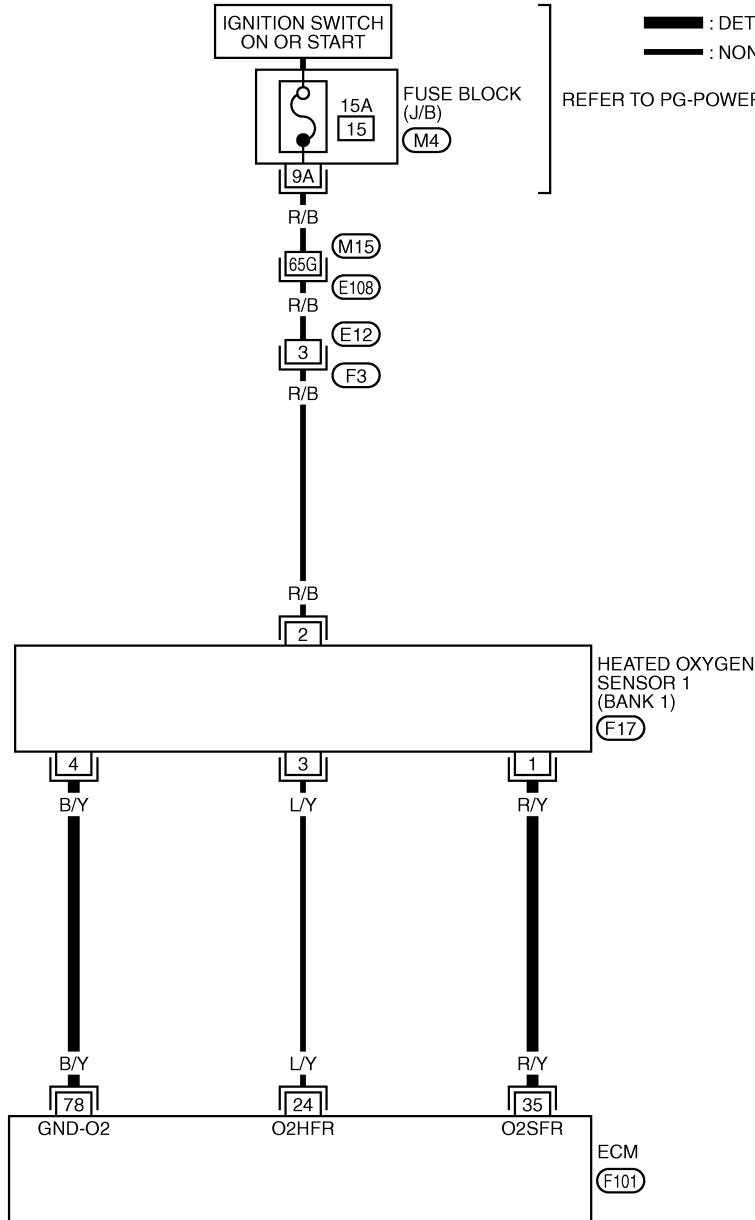 IGNITION SWITCH
ON OR START
: DET
: NON
FUSE BLOCK
(J/B)
M4
15A
15
REFER TO PG-POWER
9A
R/B
M15
65G
E108
R/B
E12
3
F3
R/B
R/B
2
HEATED OXYGEN
SENSOR 1
(BANK 1)
F17
4 3 1
B/Y L/Y R/Y
B/Y L/Y R/Y
78 24 35
GND-O2 O2HFR O2SFR
ECM
F101